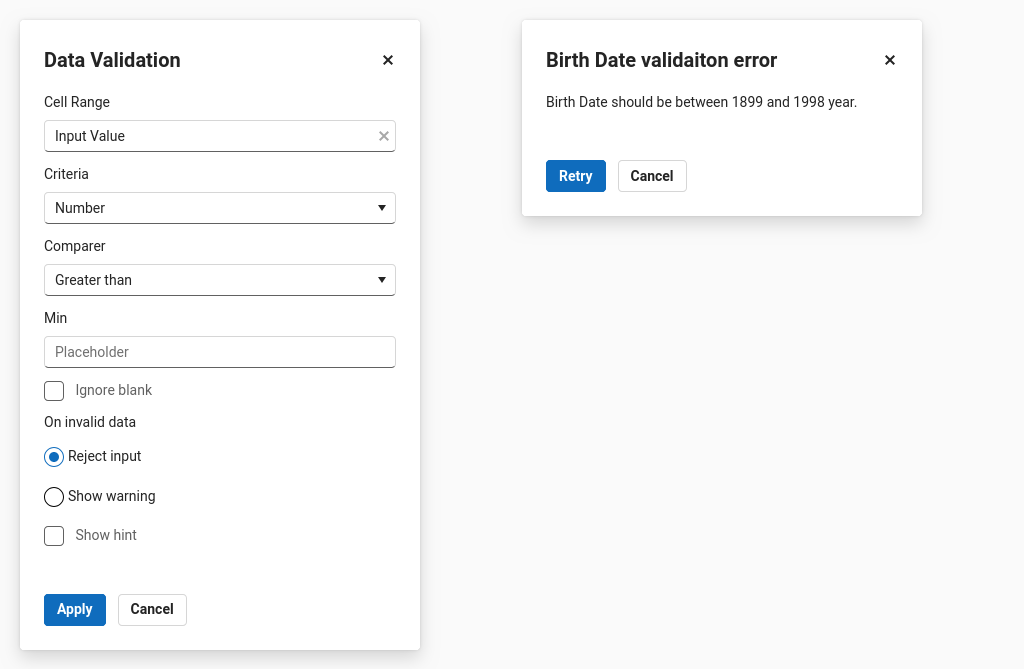 Data Validation
Cell Range
Input Value
Criteria
Number
Comparer
Greater than
Min
Placeholder
Ignore blank
On invalid data
Reject input
Show warning
Show hint
Apply Cancel
Birth Date validaiton error
Birth Date should be between 1899 and 1998 year.
Retry Cancel